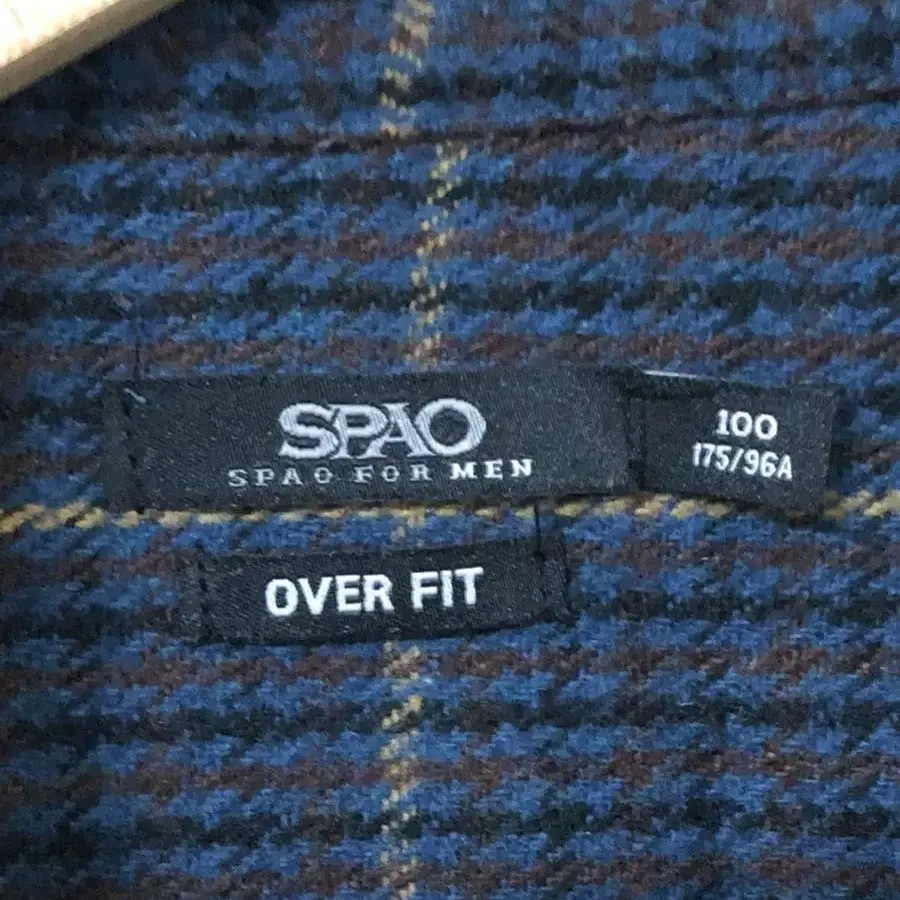 SPAO
SPAO FOR MEN
100
175/96A
OVER FIT